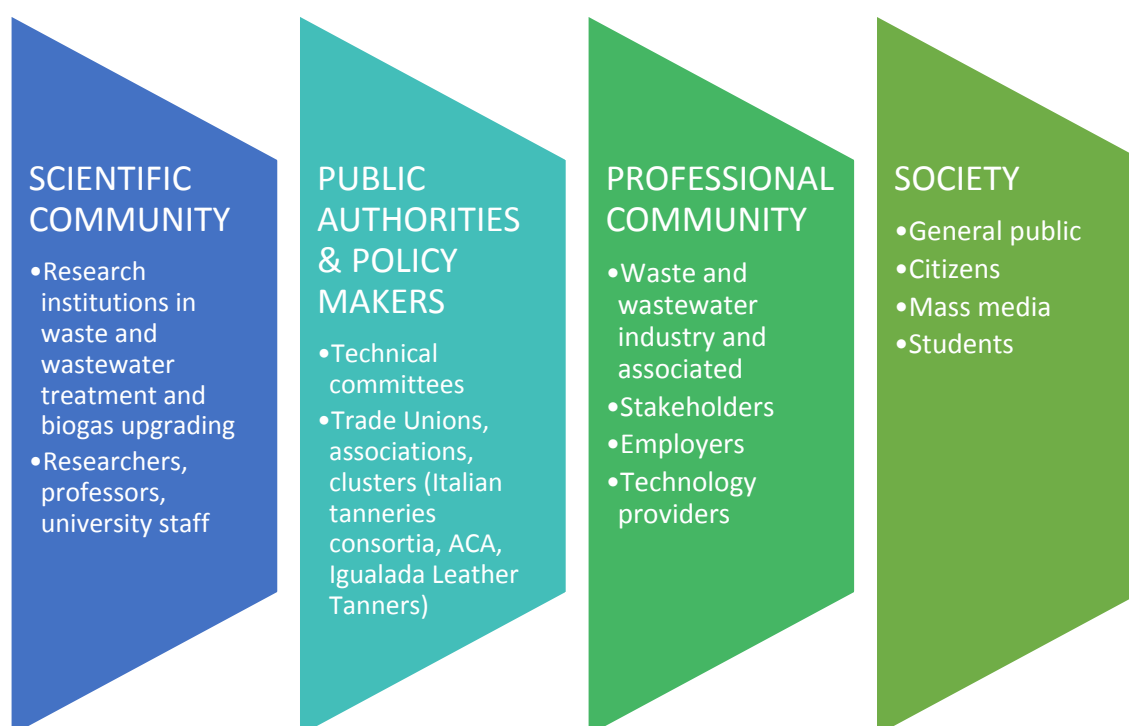 SCIENTIFIC
COMMUNITY
•Research
institutions in
waste and
wastewater
treatment and
biogas upgrading
•Researchers,
professors,
university staff
PUBLIC
AUTHORITIES
& POLICY
MAKERS
•Technical
committees
•Trade Unions,
associations,
clusters (Italian
tanneries
consortia, ACA,
Igualada Leather
Tanners)
PROFESSIONAL
COMMUNITY
•Waste and
wastewater
industry and
associated
•Stakeholders
•Employers
•Technology
providers
SOCIETY
•General public
•Citizens
•Mass media
•Students